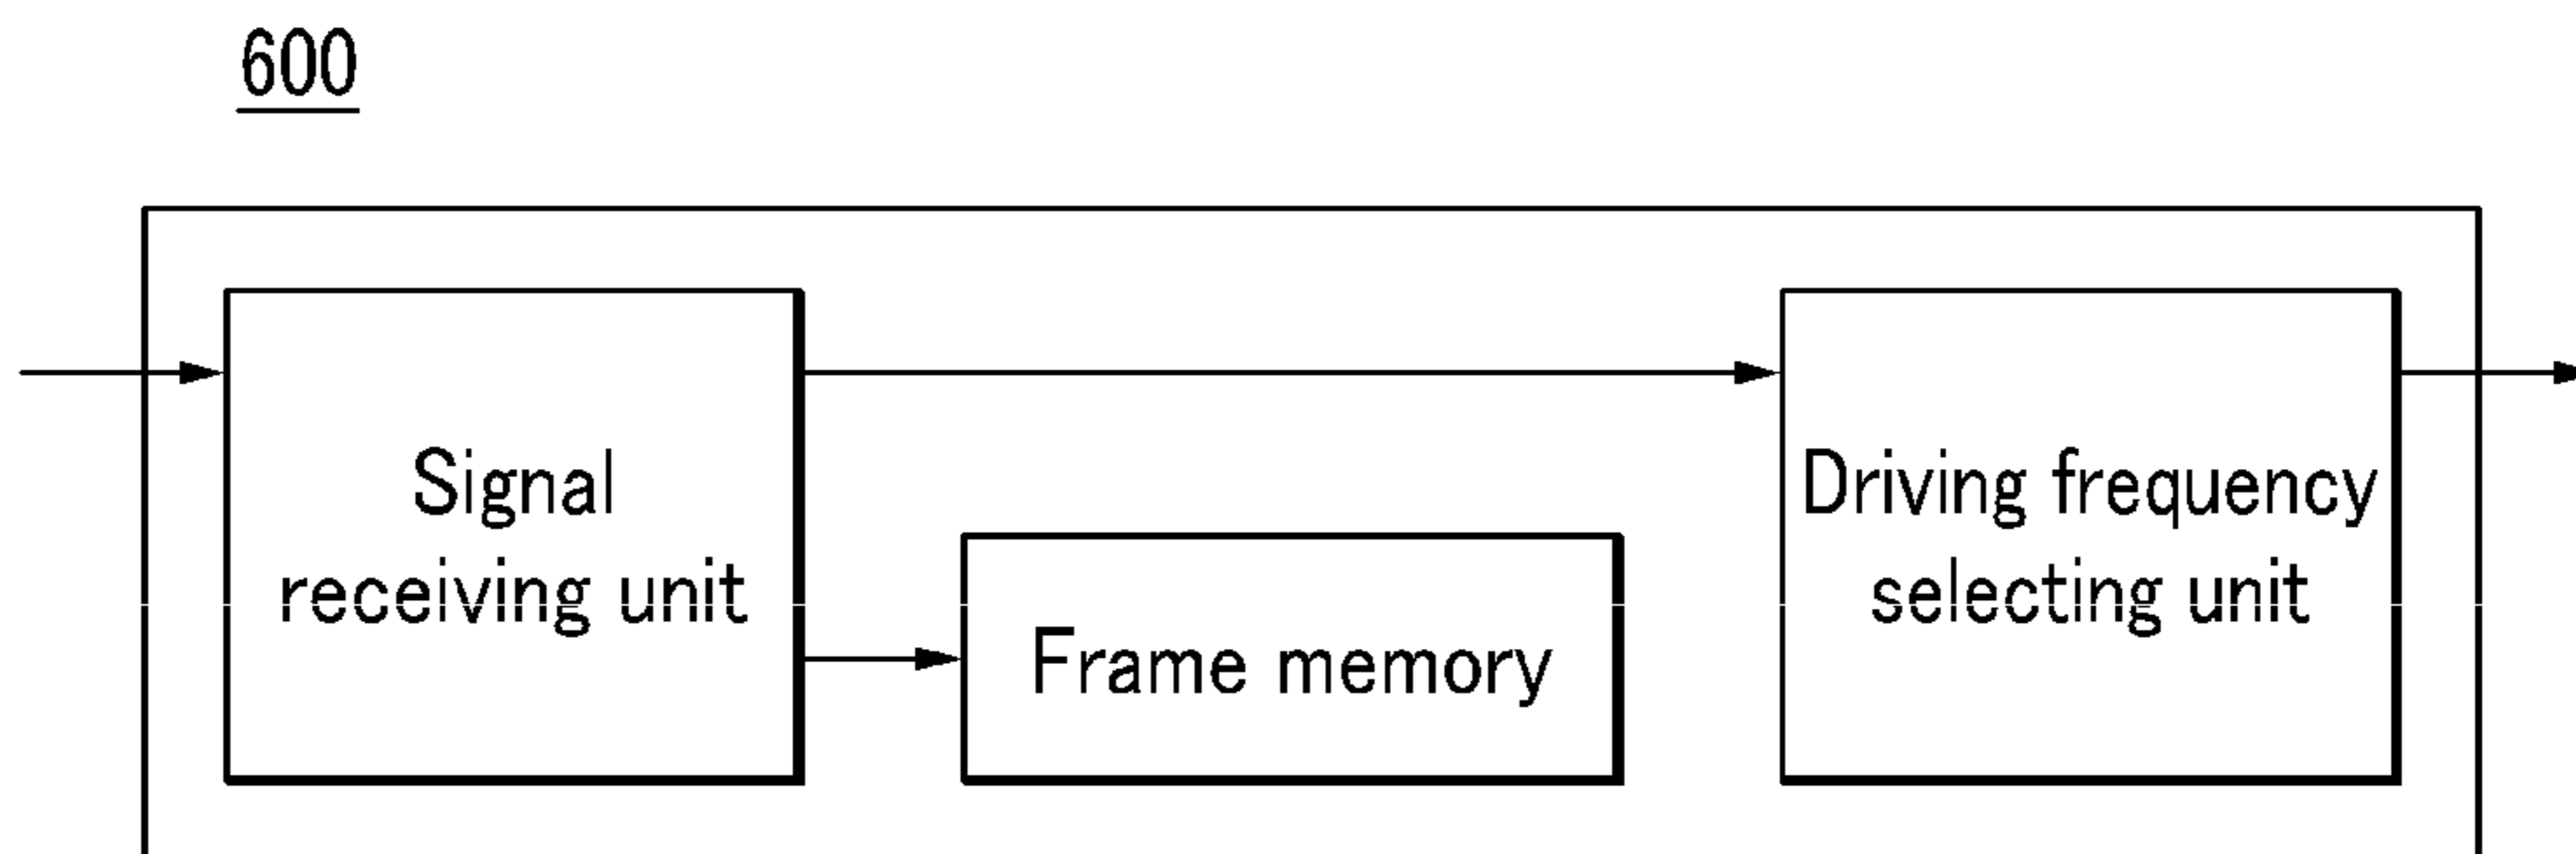 600
Signal
receiving unit
Frame memory
Driving frequency
selecting unit